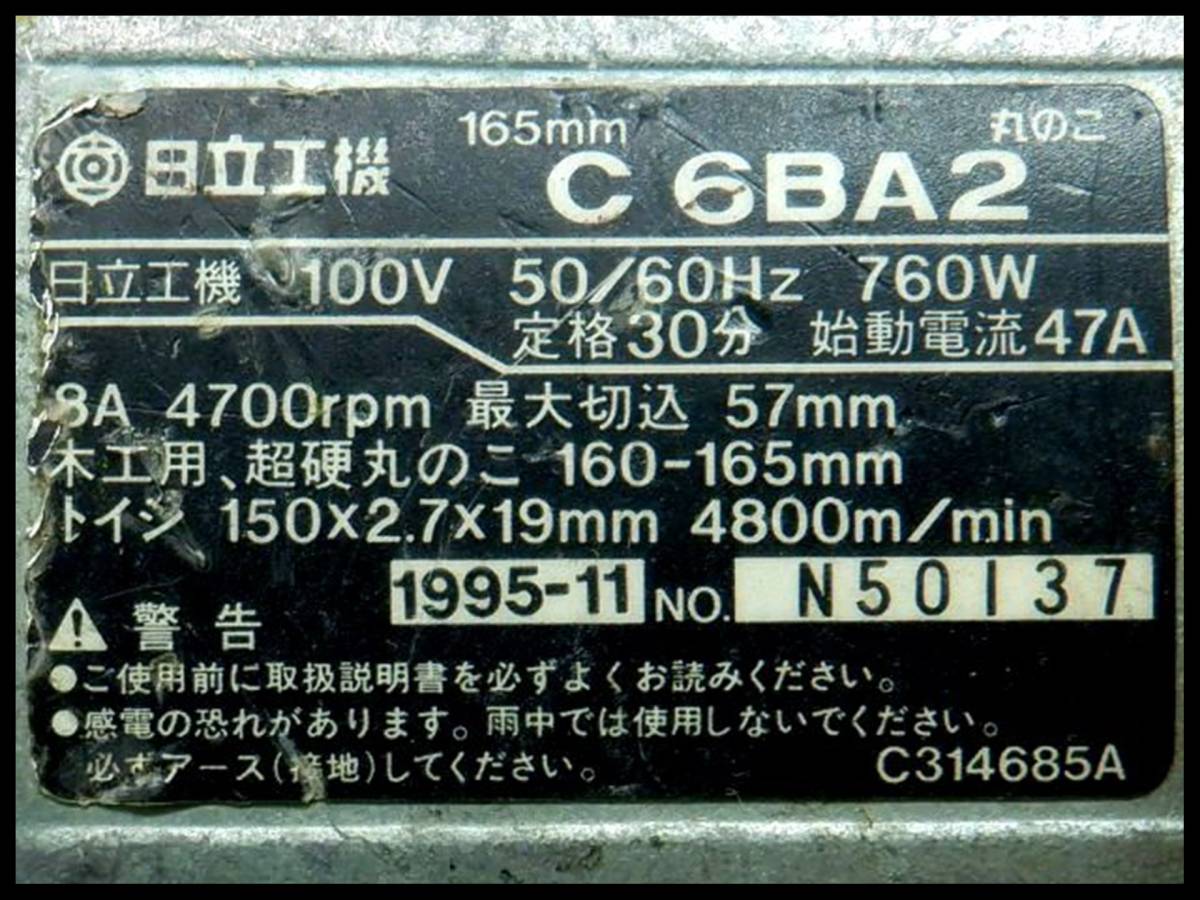 165mm 丸のこ
日立工機 C 6BA2
日立工機 100V 50/60Hz 760W
定格30分 始動電流47A
8A 4700rpm 最大切込 57mm
木工用、超硬丸のこ 160-165mm
トイシ 150×2.7×19mm 4800m/min
1995-11 NO. N50137
警告
●ご使用前に取扱説明書を必ずよくお読みください。
●感電の恐れがあります。雨中では使用しないでください。
必ずアース(接地)してください。 C314685A